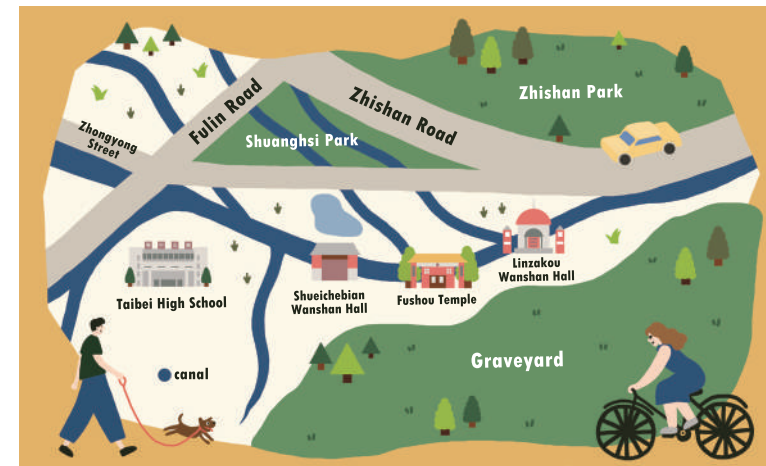 Zhishan Park
Fulin Road
Zhishan Road
Zhongyong
Street
Shuanghsi Park
Taibei High School
Shueichebian
Wanshan Hall
Fushou Temple
Linzakou
Wanshan Hall
Graveyard
canal